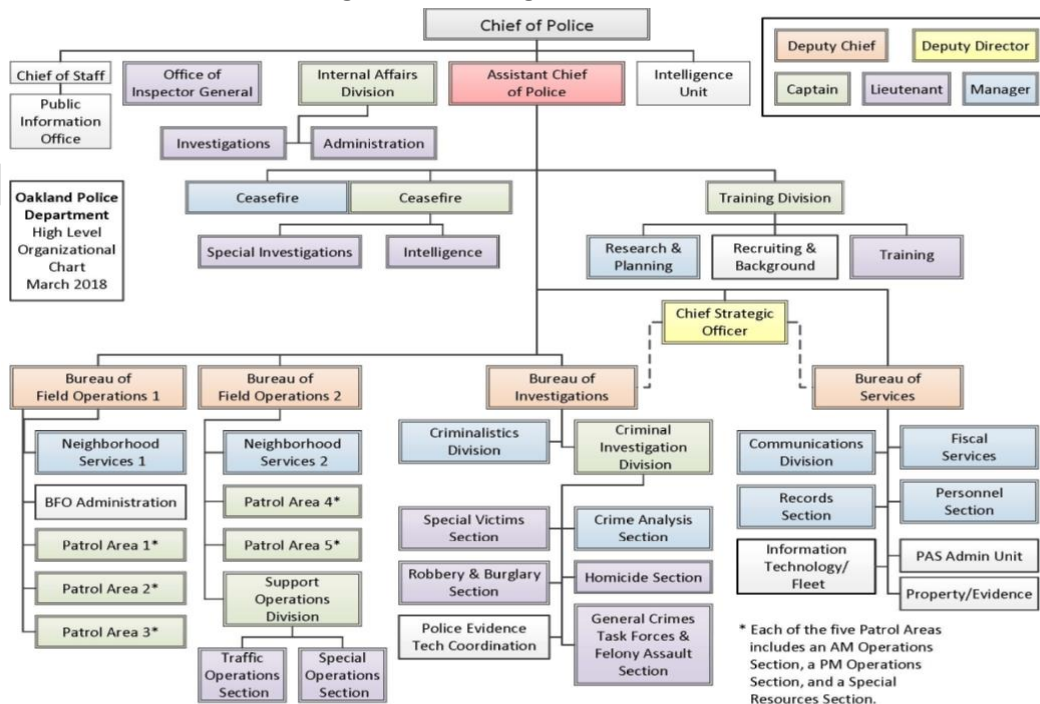 Chief of Police
Deputy Chief
Deputy Director
Captain
Lieutenant
Manager
Chief of Staff
Public
Information
Office
Office of
Inspector General
Internal Affairs
Division
Assistant Chief
of Police
Intelligence
Unit
Investigations
Administration
Oakland Police
Department
High Level
Organizational
Chart
March 2018
Ceasefire
Ceasefire
Special Investigations
Intelligence
Training Division
Research &
Planning
Recruiting &
Background
Training
Chief Strategic
Officer
Bureau of
Field Operations 1
Bureau of
Field Operations 2
Bureau of
Investigations
Bureau of
Services
Neighborhood
Services 1
BFO Administration
Patrol Area 1*
Patrol Area 2*
Patrol Area 3*
Neighborhood
Services 2
Patrol Area 4*
Patrol Area 5*
Support
Operations
Division
Traffic
Operations
Section
Special
Operations
Section
Criminalistics
Division
Criminal
Investigation
Division
Special Victims
Section
Crime Analysis
Section
Robbery & Burglary
Section
Homicide Section
Police Evidence
Tech Coordination
General Crimes
Task Forces &
Felony Assault
Section
Communications
Division
Fiscal
Services
Records
Section
Personnel
Section
Information
Technology/
Fleet
PAS Admin Unit
Property/Evidence
* Each of the five Patrol Areas
includes an AM Operations
Section, a PM Operations
Section, and a Special
Resources Section.